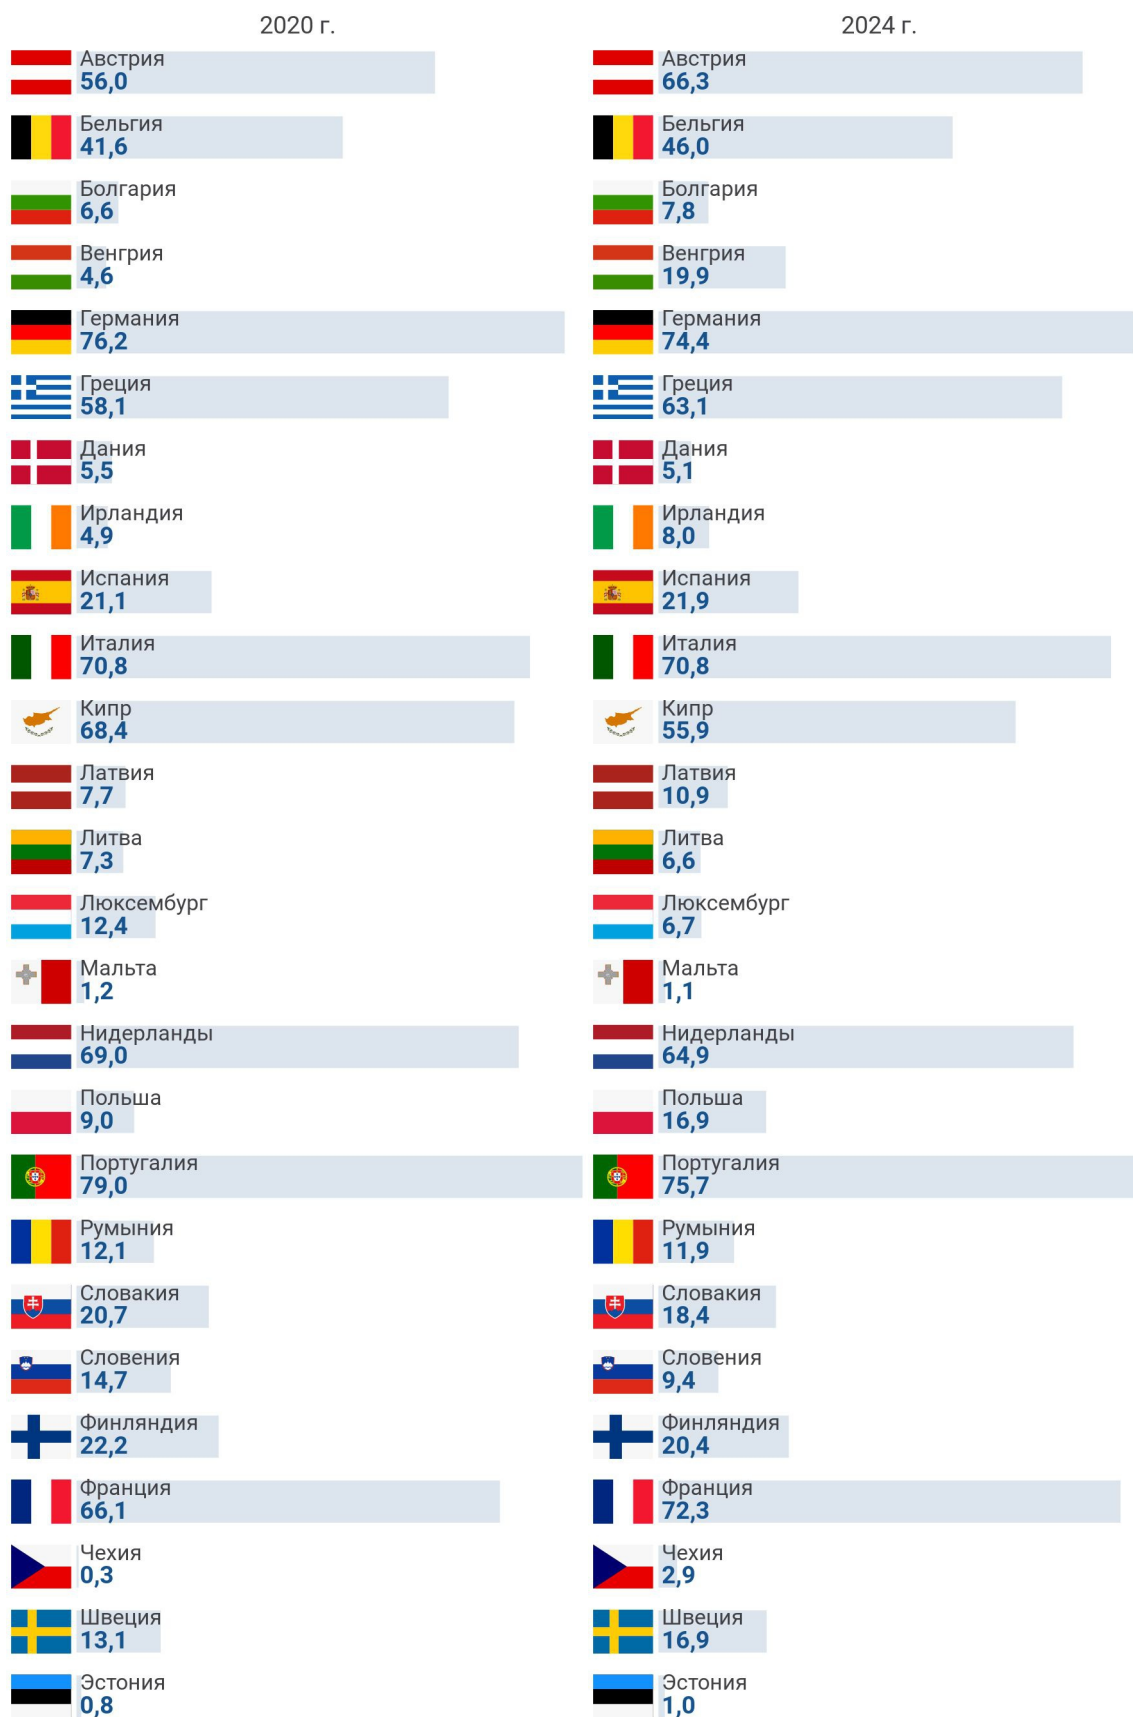 2020 г.
Австрия
56,0
Бельгия
41,6
Болгария
6,6
Венгрия
4,6
Германия
76,2
Греция
58,1
Дания
5,5
Ирландия
4,9
Испания
21,1
Италия
70,8
Кипр
68,4
Латвия
7,7
Литва
7,3
Люксембург
12,4
Мальта
1,2
Нидерланды
69,0
Польша
9,0
Португалия
79,0
Румыния
12,1
Словакия
20,7
Словения
14,7
Финляндия
22,2
Франция
66,1
Чехия
0,3
Швеция
13,1
Эстония
0,8
2024 г.
Австрия
66,3
Бельгия
46,0
Болгария
7,8
Венгрия
19,9
Германия
74,4
Греция
63,1
Дания
5,1
Ирландия
8,0
Испания
21,9
Италия
70,8
Кипр
55,9
Латвия
10,9
Литва
6,6
Люксембург
6,7
Мальта
1,1
Нидерланды
64,9
Польша
16,9
Португалия
75,7
Румыния
11,9
Словакия
18,4
Словения
9,4
Финляндия
20,4
Франция
72,3
Чехия
2,9
Швеция
16,9
Эстония
1,0